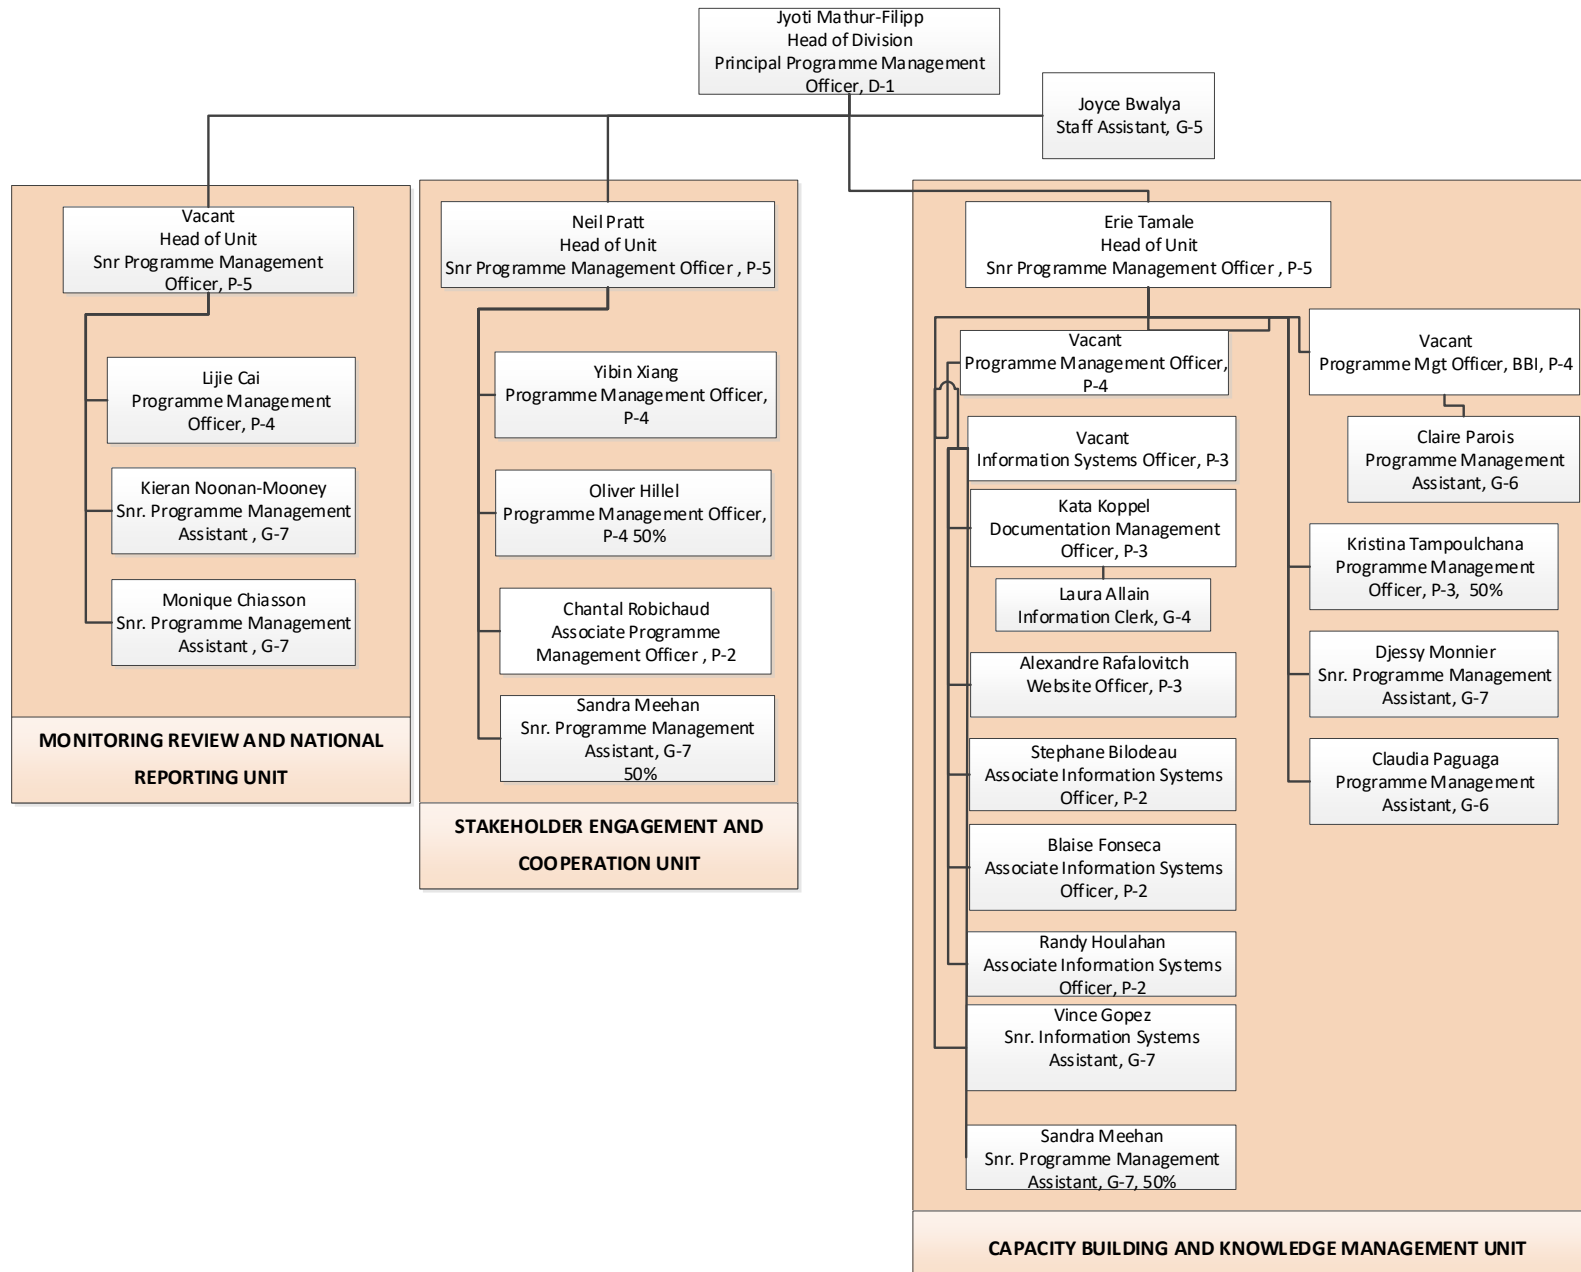 Jyoti Mathur-Filipp
Head of Division
Principal Programme Management
Officer, D-1
Joyce Bwalya
Staff Assistant, G-5
Vacant
Head of Unit
Snr Programme Management
Officer, P-5
Lijie Cai
Programme Management
Officer, P-4
Kieran Noonan-Mooney
Snr. Programme Management
Assistant , G-7
Monique Chiasson
Snr. Programme Management
Assistant , G-7
MONITORING REVIEW AND NATIONAL
REPORTING UNIT
Neil Pratt
Head of Unit
Snr Programme Management Officer , P-5
Yibin Xiang
Programme Management Officer,
P-4
Oliver Hillel
Programme Management Officer,
P-4 50%
Chantal Robichaud
Associate Programme
Management Officer , P-2
Sandra Meehan
Snr. Programme Management
Assistant, G-7
50%
STAKEHOLDER ENGAGEMENT AND
COOPERATION UNIT
Erie Tamale
Head of Unit
Snr Programme Management Officer , P-5
Vacant
Programme Management Officer,
P-4
Vacant
Information Systems Officer, P-3
Kata Koppel
Documentation Management
Officer, P-3
Laura Allain
Information Clerk, G-4
Alexandre Rafalovitch
Website Officer, P-3
Stephane Bilodeau
Associate Information Systems
Officer, P-2
Blaise Fonseca
Associate Information Systems
Officer, P-2
Randy Houlahan
Associate Information Systems
Officer, P-2
Vince Gopez
Snr. Information Systems
Assistant, G-7
Sandra Meehan
Snr. Programme Management
Assistant, G-7, 50%
Vacant
Programme Mgt Officer, BBI, P-4
Claire Parois
Programme Management
Assistant, G-6
Kristina Tampoulchana
Programme Management
Officer, P-3, 50%
Djessy Monnier
Snr. Programme Management
Assistant, G-7
Claudia Paguaga
Programme Management
Assistant, G-6
CAPACITY BUILDING AND KNOWLEDGE MANAGEMENT UNIT